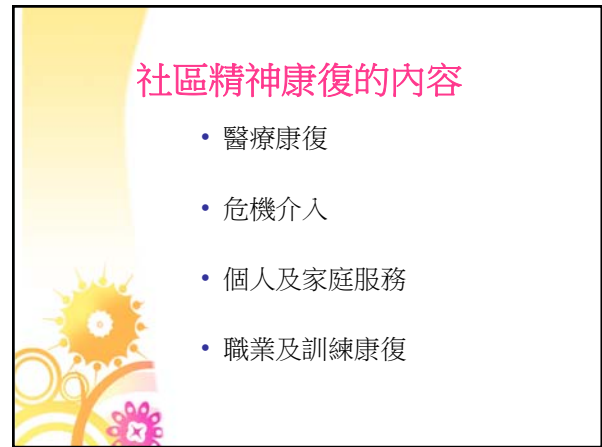 社區精神康復的內容
• 醫療康復
• 危機介入
• 個人及家庭服務
• 職業及訓練康復